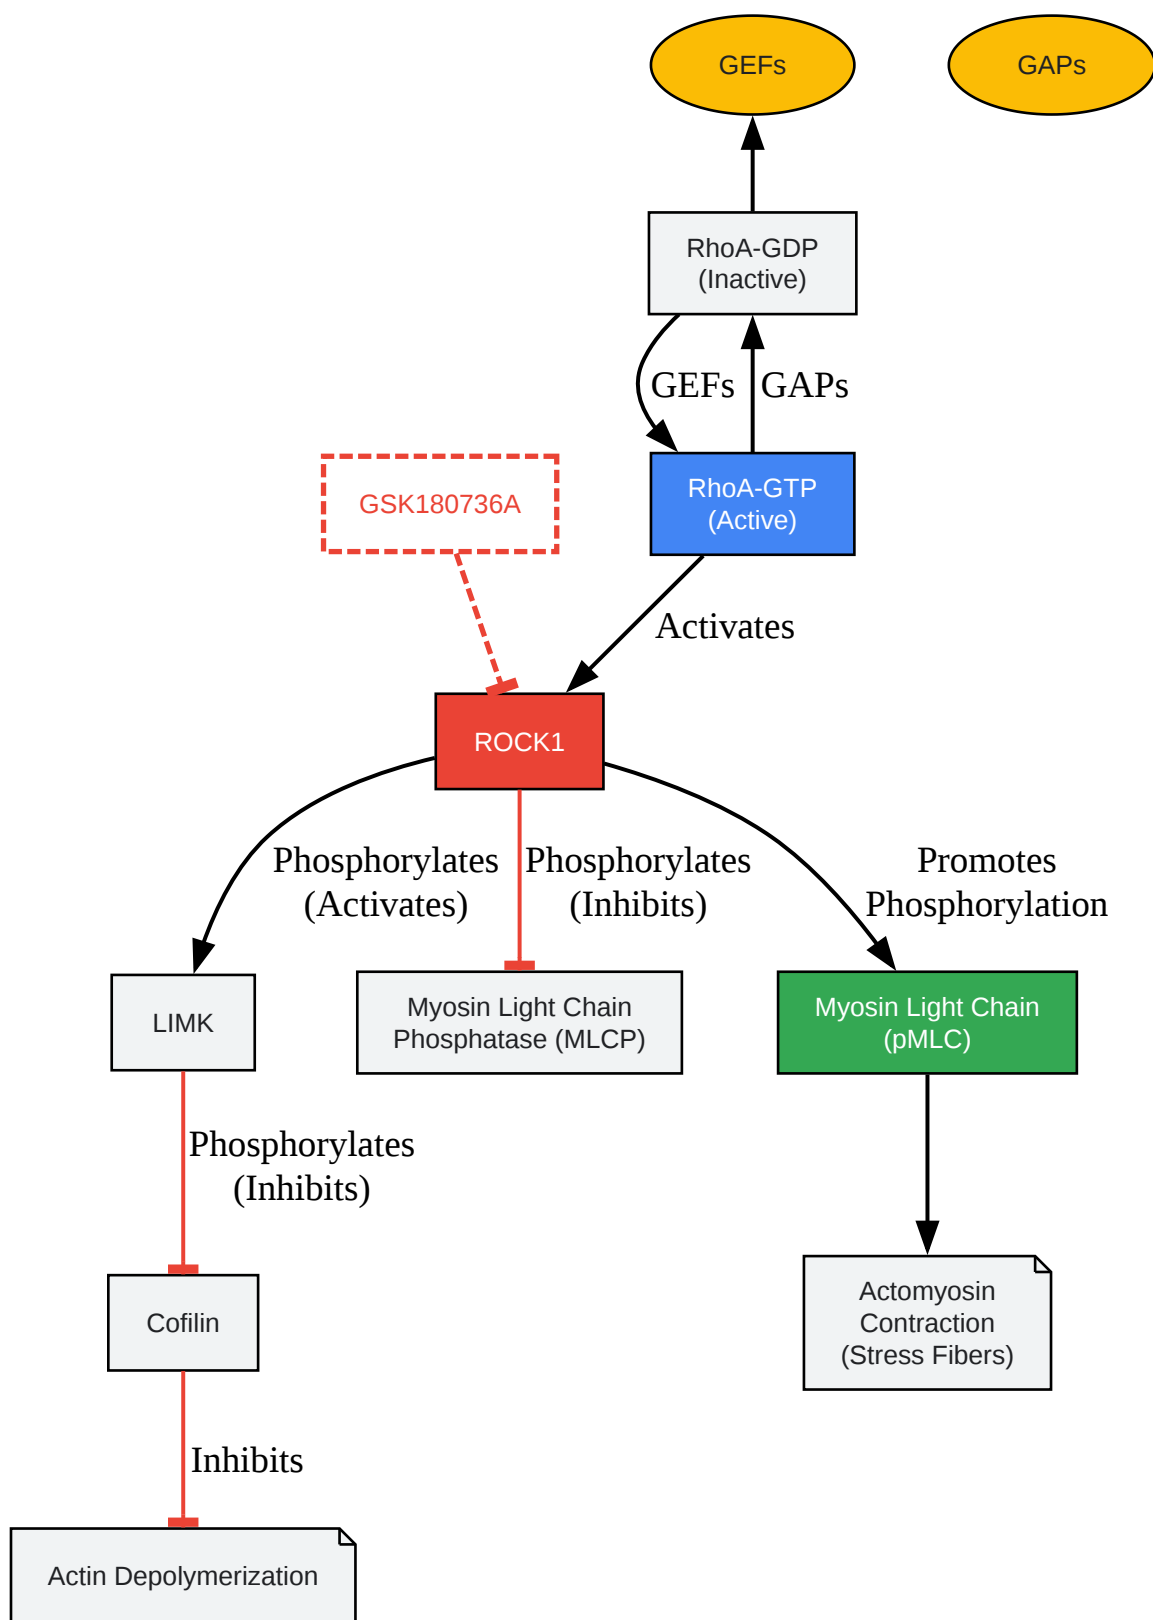 GEFs
GAPs
RhoA-GDP
(Inactive)
GEFs
GAPs
GSK180736A
RhoA-GTP
(Active)
Activates
ROCK1
Phosphorylates
(Activates)
Phosphorylates
(Inhibits)
Promotes
Phosphorylation
LIMK
Myosin Light Chain
Phosphatase (MLCP)
Myosin Light Chain
(pMLC)
Phosphorylates
(Inhibits)
Cofilin
Actomyosin
Contraction
(Stress Fibers)
Inhibits
Actin Depolymerization